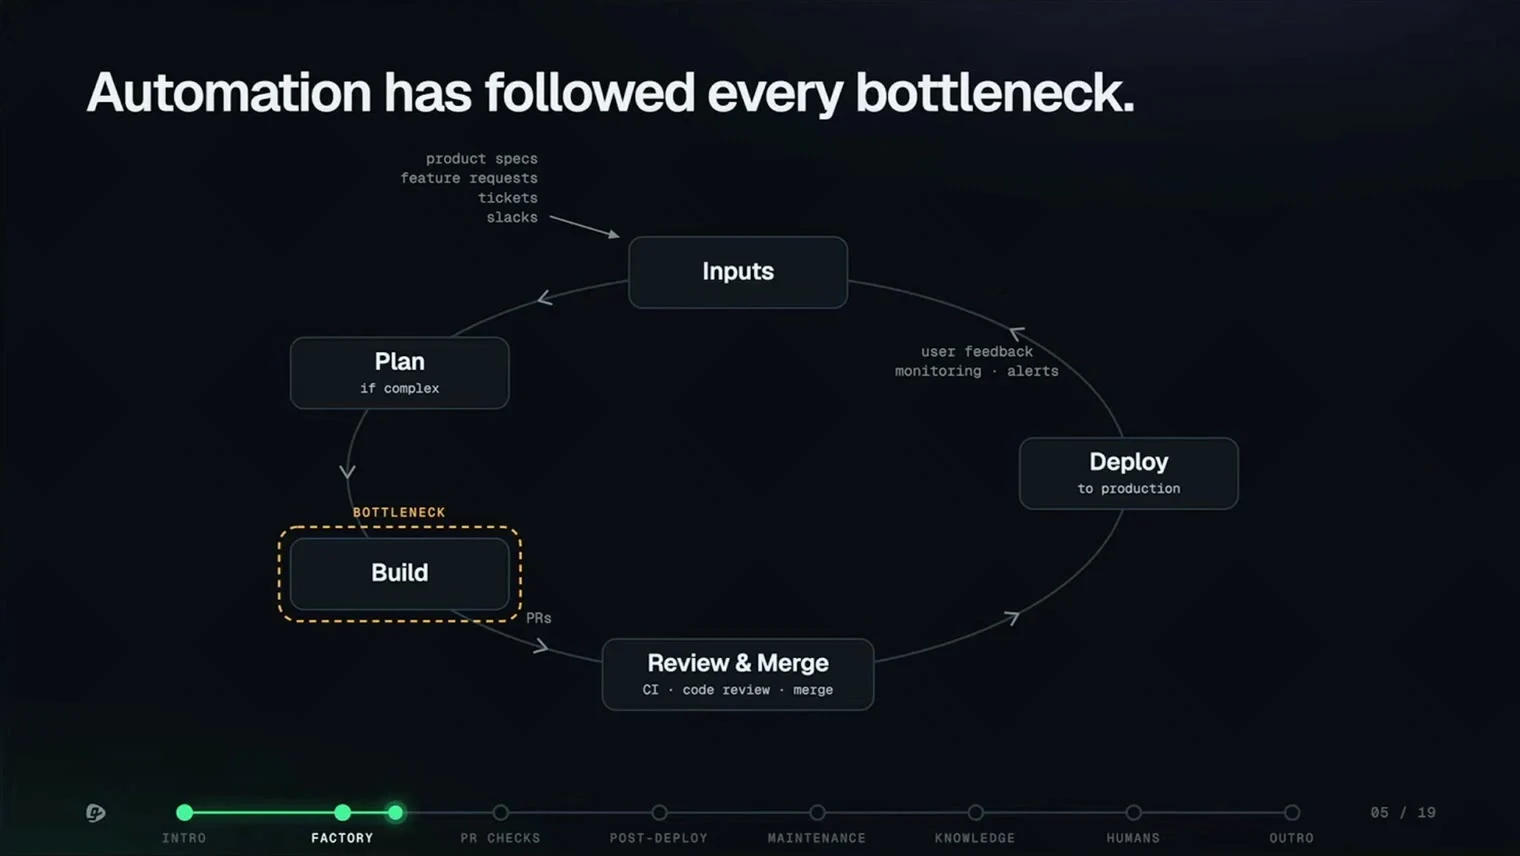 Automation has followed every bottleneck.
product specs
feature requests
tickets
slacks
Inputs
Plan
if complex
user feedback
monitoring · alerts
Deploy
to production
BOTTLENECK
Build
PRs
Review & Merge
CI · code review · merge
05 / 19
INTRO
FACTORY
PR CHECKS
POST-DEPLOY
MAINTENANCE
KNOWLEDGE
HUMANS
OUTRO